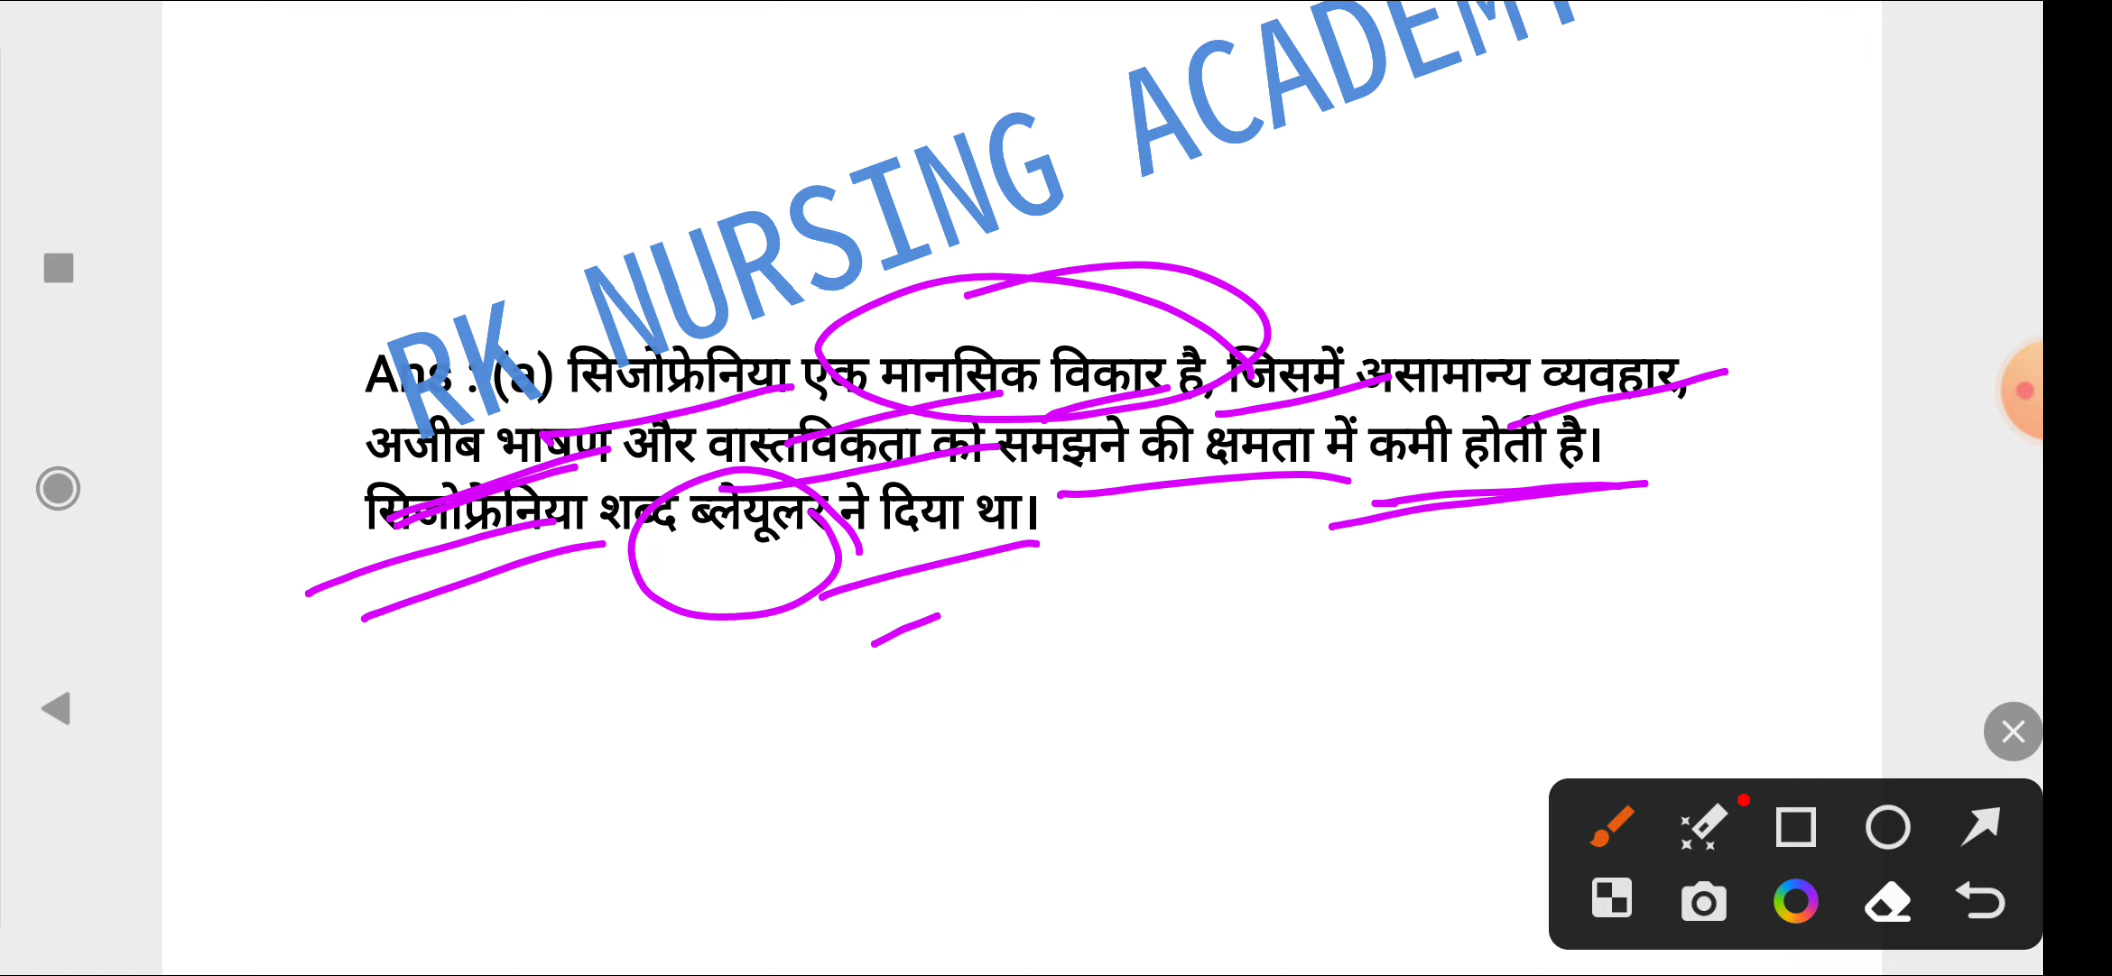 RK NURSING ACADEMY
Ans : (a) सिजोफ्रेनिया एक मानसिक विकार है, जिसमें असामान्य व्यवहार,
अजीब भाषण और वास्तविकता को समझने की क्षमता में कमी होती है।
सिजोफ्रेनिया शब्द ब्लेयूलर ने दिया था।